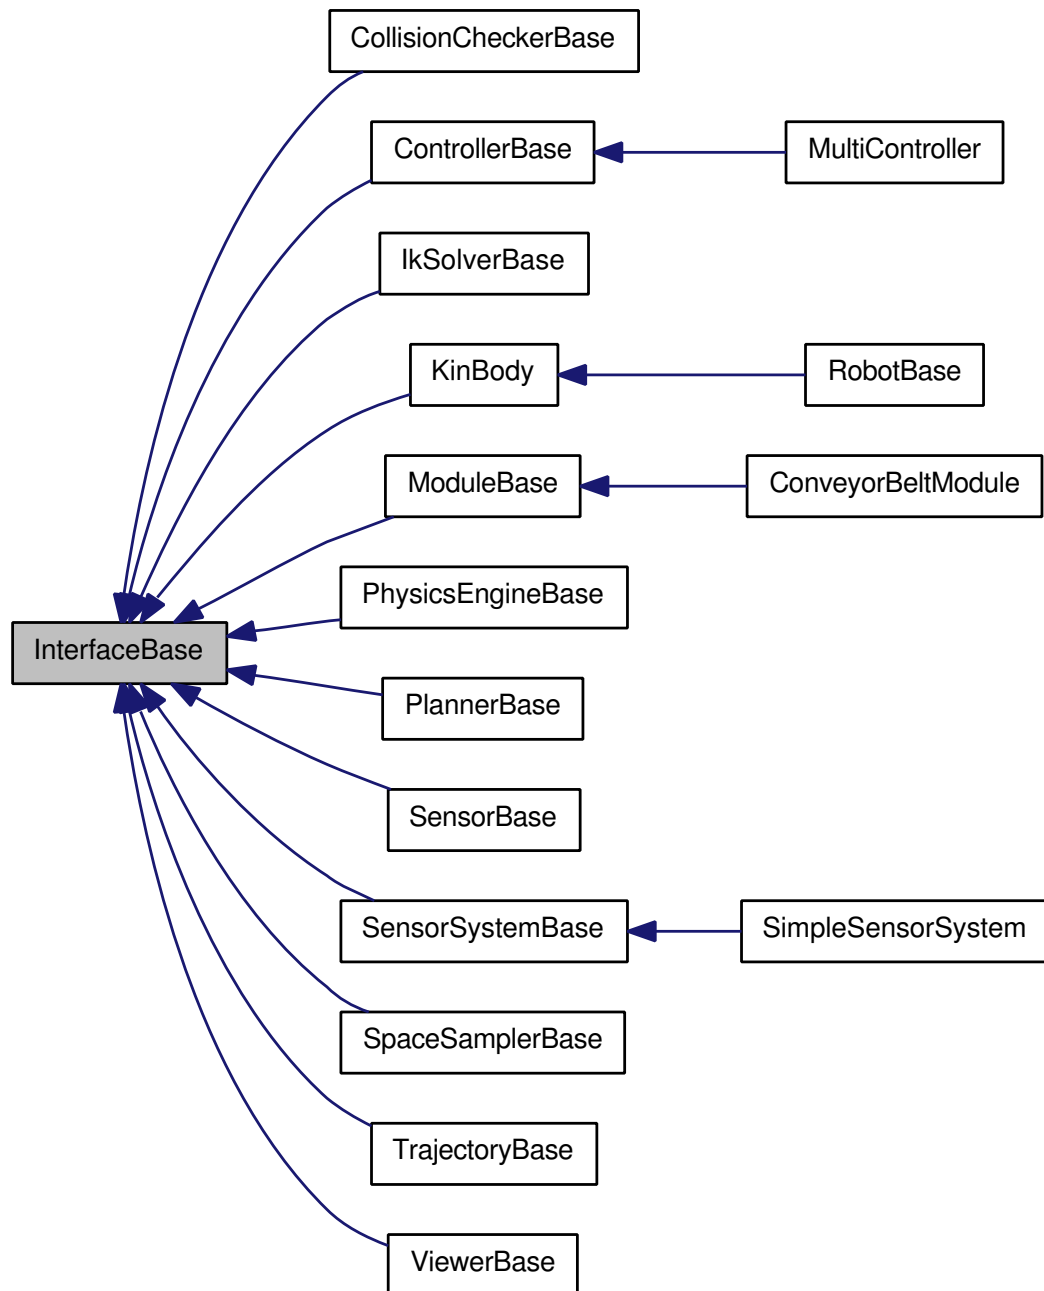 CollisionCheckerBase
ControllerBase
MultiController
IkSolverBase
KinBody
RobotBase
ModuleBase
ConveyorBeltModule
PhysicsEngineBase
InterfaceBase
PlannerBase
SensorBase
SensorSystemBase
SimpleSensorSystem
SpaceSamplerBase
TrajectoryBase
ViewerBase